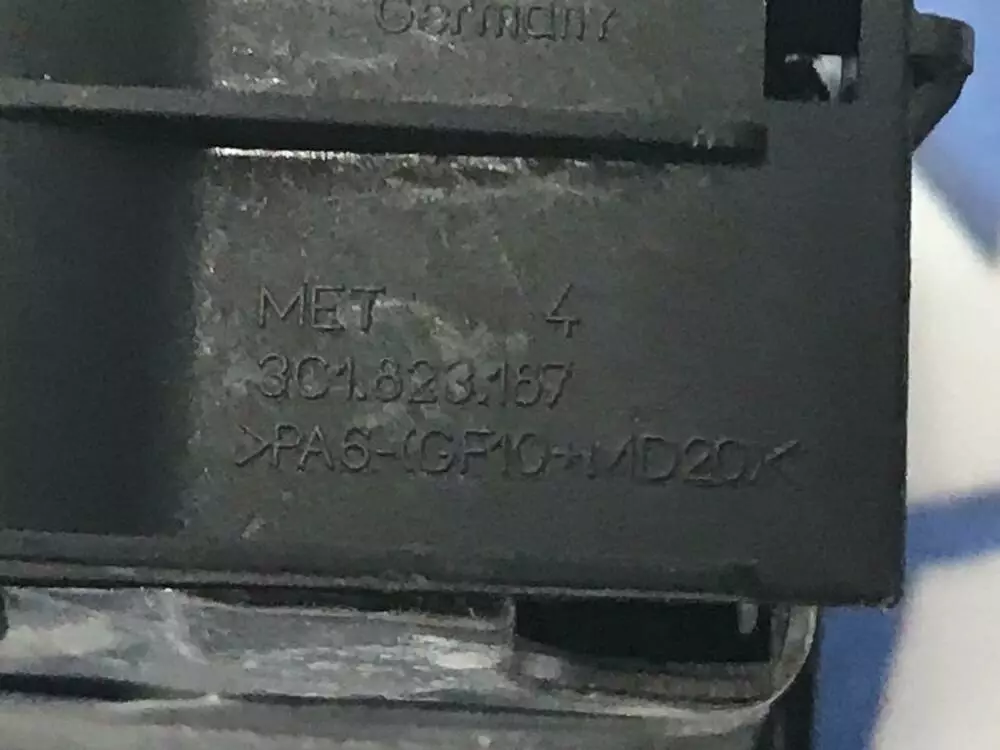 Germany
MET 4
3C1.823.187
>PA6-(GF10+MD20)<